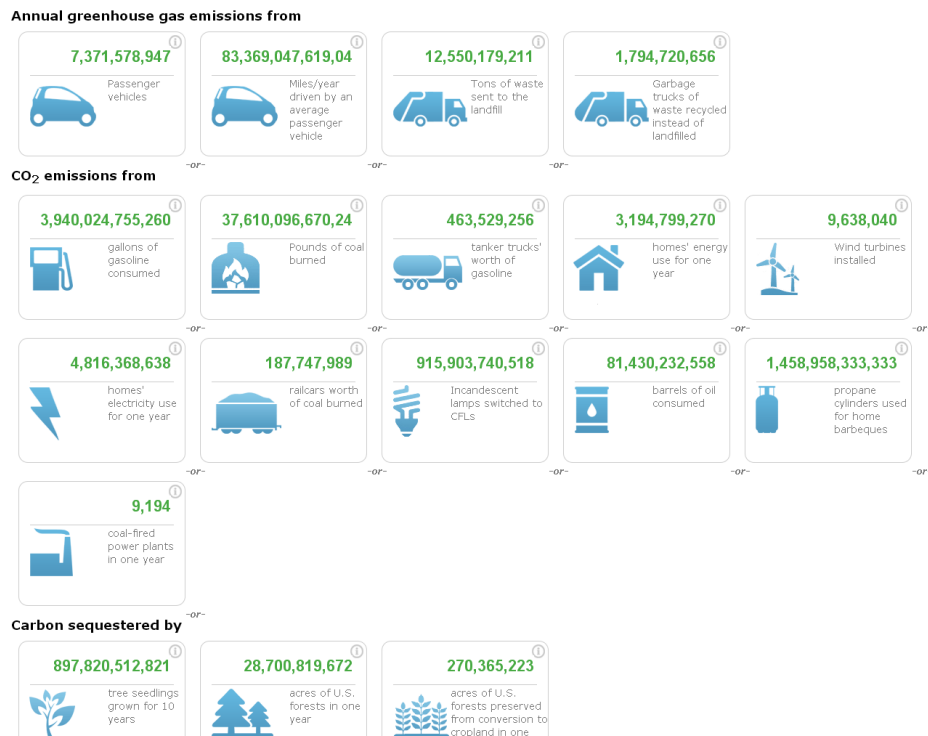 Annual greenhouse gas emissions from
7,371,578,947
Passenger
vehicles
-or-
83,369,047,619,04
Miles/year
driven by an
average
passenger
vehicle
-or-
12,550,179,211
Tons of waste
sent to the
landfill
-or-
1,794,720,656
Garbage
trucks of
waste recycled
instead of
landfilled
CO2 emissions from
3,940,024,755,260
gallons of
gasoline
consumed
-or-
37,610,096,670,24
Pounds of coal
burned
-or-
463,529,256
tanker trucks'
worth of
gasoline
-or-
3,194,799,270
homes' energy
use for one
year
-or-
9,638,040
Wind turbines
installed
-or-
4,816,368,638
homes'
electricity use
for one year
-or-
187,747,989
railcars worth
of coal burned
-or-
915,903,740,518
Incandescent
lamps switched to
CFLs
-or-
81,430,232,558
barrels of oil
consumed
-or-
1,458,958,333,333
propane
cylinders used
for home
barbeques
-or-
9,194
coal-fired
power plants
in one year
-or-
Carbon sequestered by
897,820,512,821
tree seedlings
grown for 10
years
28,700,819,672
acres of U.S.
forests in one
year
270,365,223
acres of U.S.
forests preserved
from conversion to
cropland in one